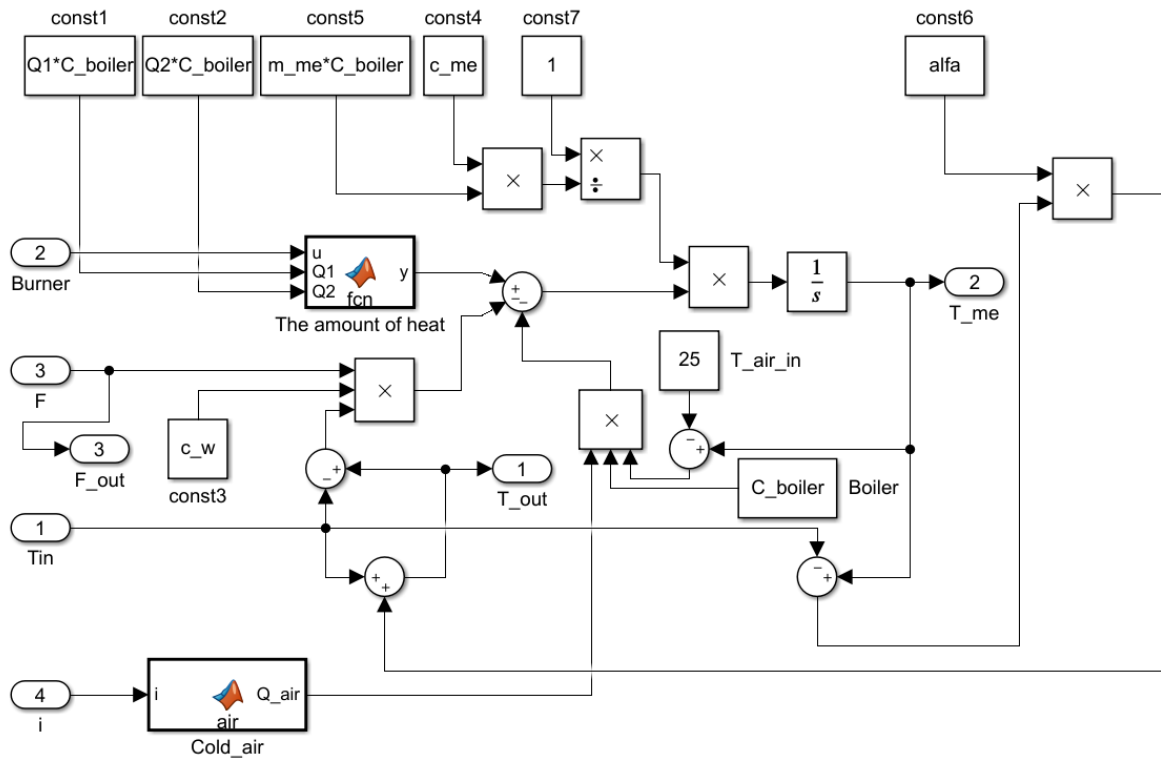 const1
const2
const5
const4
const7
const6
Q1*C_boiler
Q2*C_boiler
m_me*C_boiler
c_me
1
alfa
×
÷
×
×
2
Burner
u
Q1
Q2
fcn
y
The amount of heat
+
−
−
×
1
s
2
T_me
3
F
×
25
T_air_in
×
c_w
const3
3
F_out
−
+
−
+
1
T_out
C_boiler
Boiler
1
Tin
+
+
−
+
4
i
i
air
Q_air
Cold_air